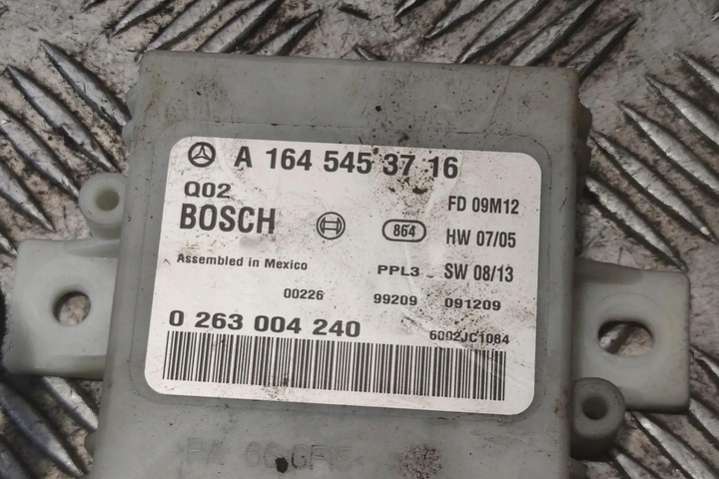 A 164 545 37 16
Q02 FD 09M12
BOSCH 864 HW 07/05
Assembled in Mexico PPL3 SW 08/13
00226 99209 091209
0 263 004 240 6002JC1084